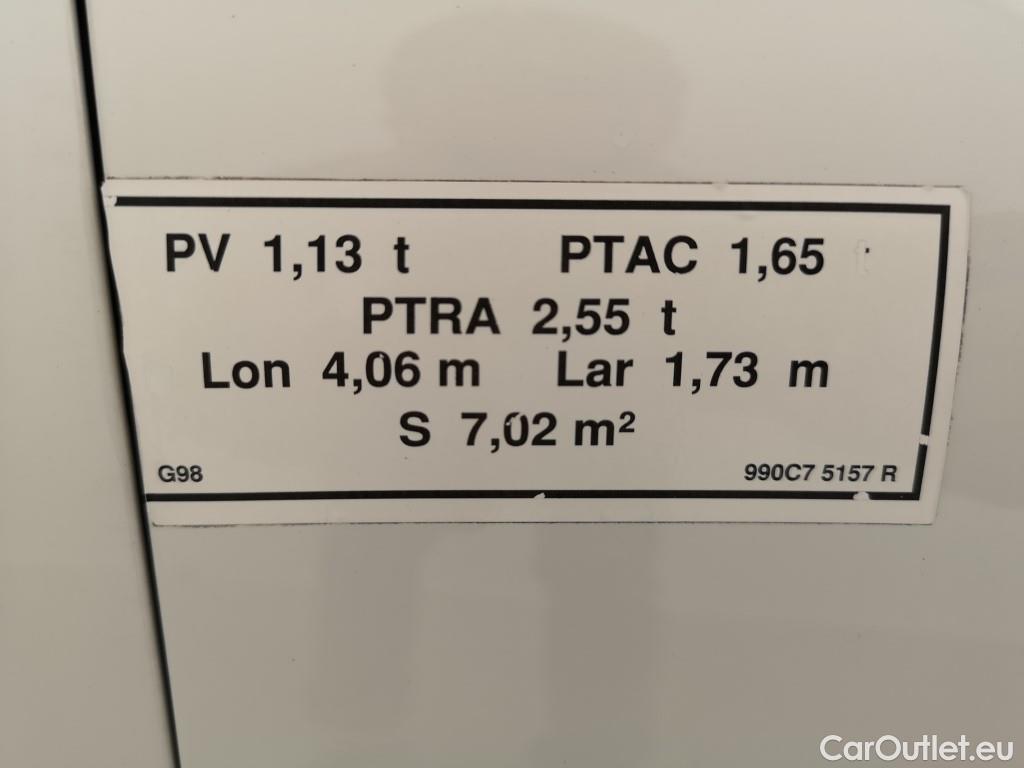 PV 1,13 t PTAC 1,65 t
PTRA 2,55 t
Lon 4,06 m Lar 1,73 m
S 7,02 m²
G98 990C7 5157 R
CarOutlet.eu